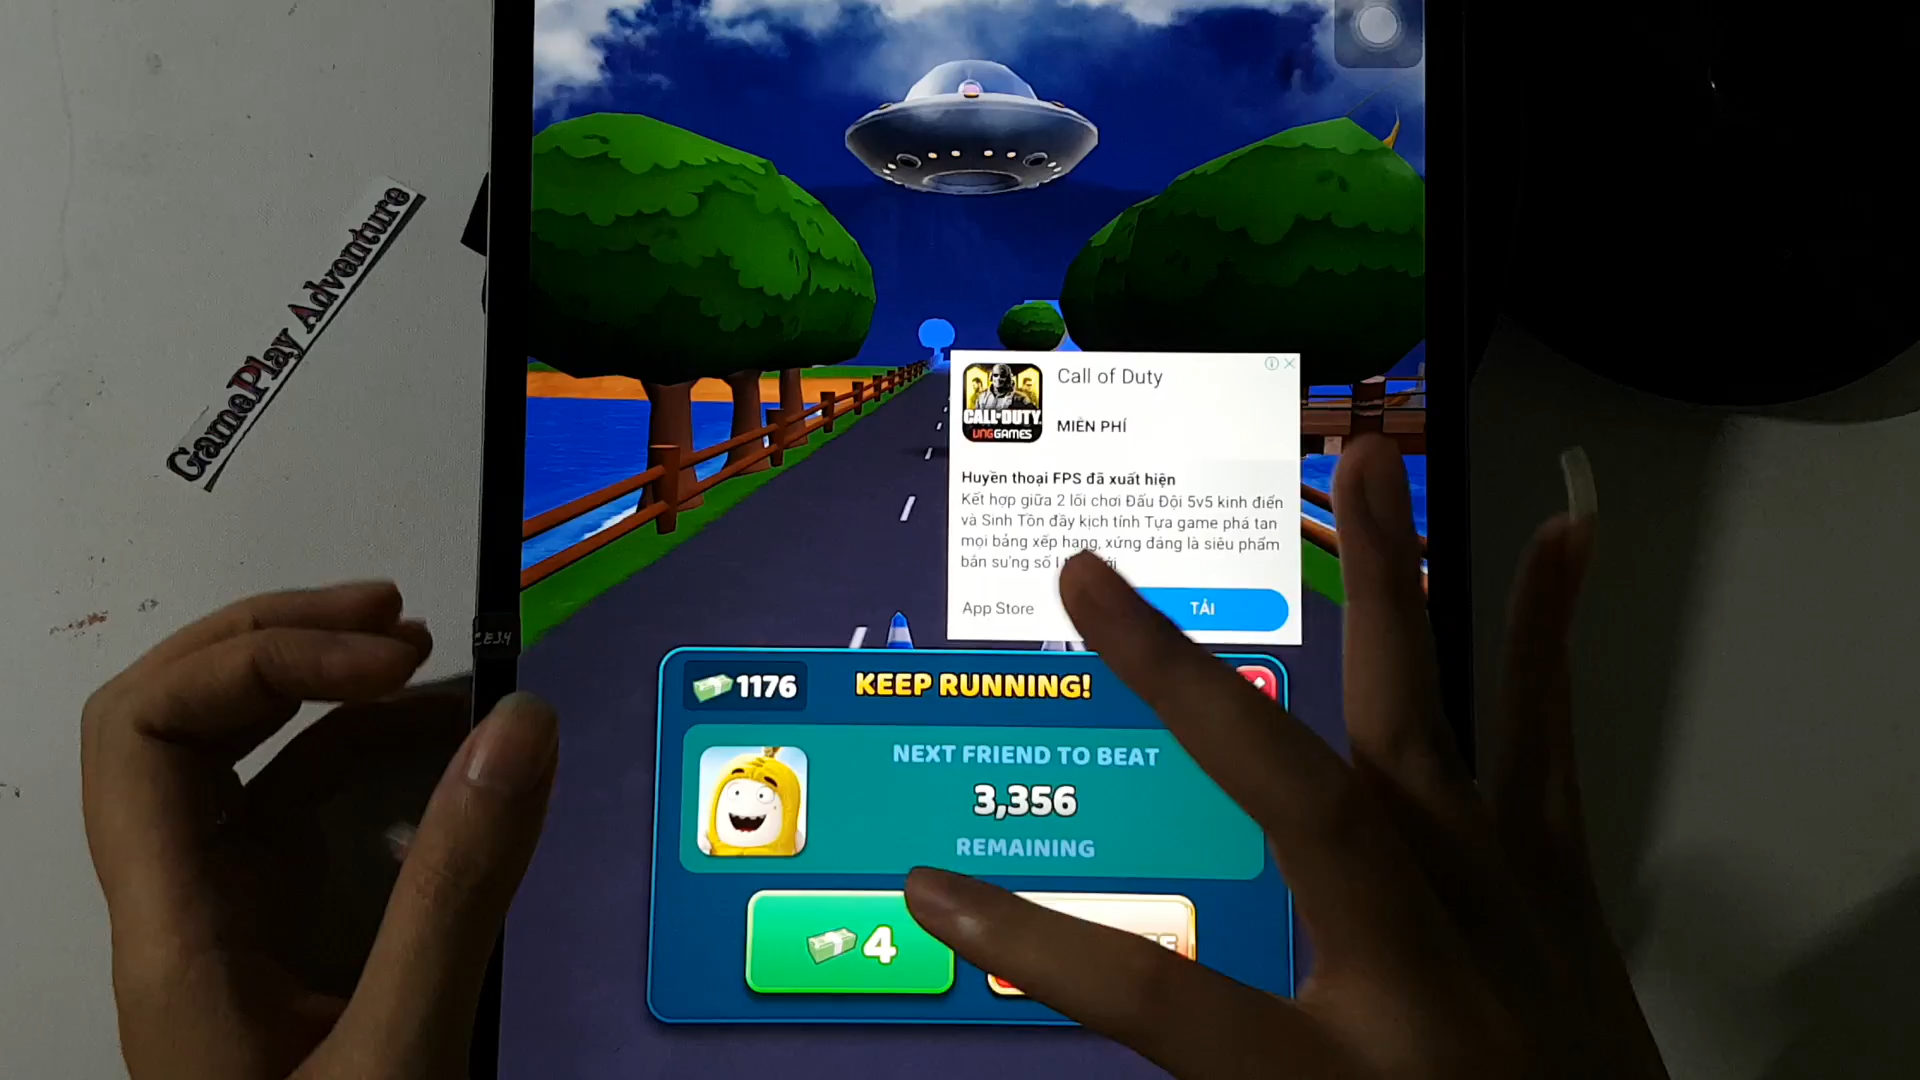 GamePlay Adventure
E3.4
Call of Duty
CALL·DUTY
VNGGAMES
MIỄN PHÍ
Huyền thoại FPS đã xuất hiện
Kết hợp giữa 2 lối chơi Đấu Đội 5v5 kinh điển
và Sinh Tồn đầy kịch tính Tựa game phá tan
mọi bảng xếp hạng, xứng đáng là siêu phẩm
bắn súng số
App Store
TẢI
1176
KEEP RUNNING!
NEXT FRIEND TO BEAT
3,356
REMAINING
4